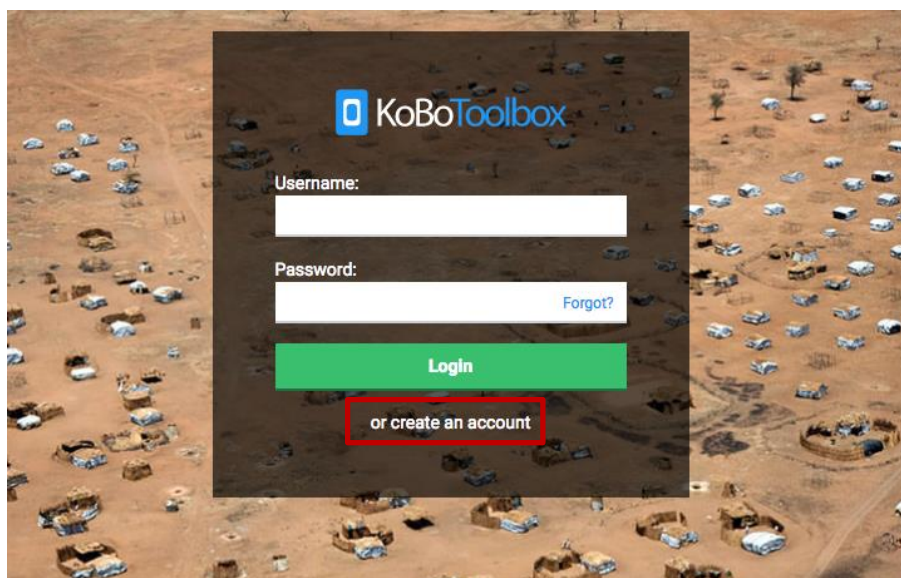 KoBoToolbox
Username:
Password:
Forgot?
Login
or create an account